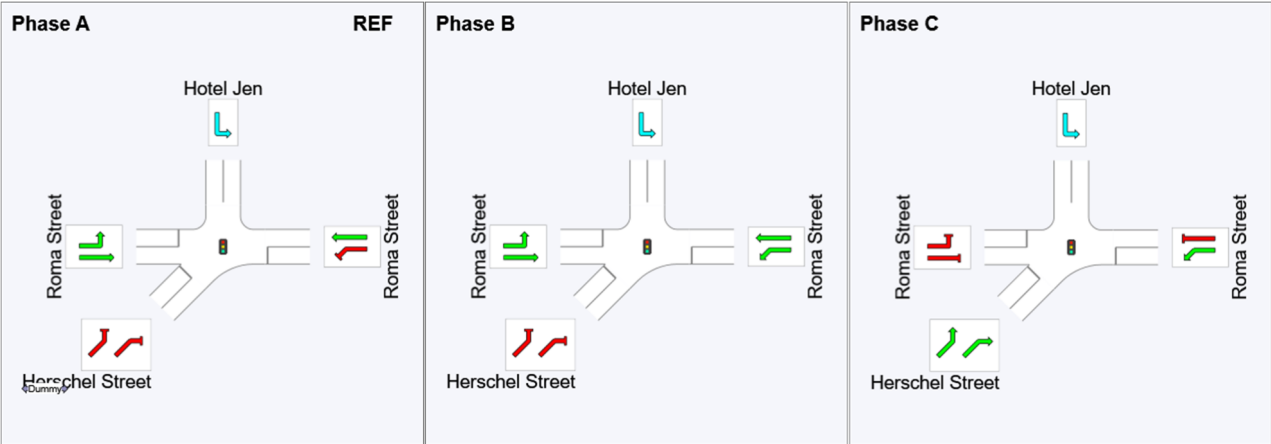 Phase A REF
Hotel Jen
Roma Street
Roma Street
Herschel Street
Dummy
Phase B
Hotel Jen
Roma Street
Roma Street
Herschel Street
Phase C
Hotel Jen
Roma Street
Roma Street
Herschel Street